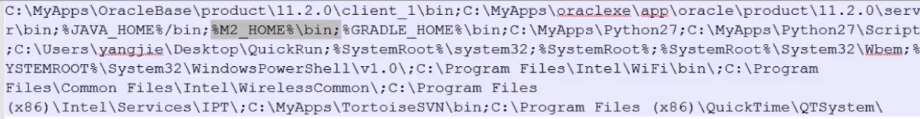 C:\MyApps\OracleBase\product\11.2.0\client_1\bin;C:\MyApps\oraclexe\app\oracle\product\11.2.0\serv
r\bin;%JAVA_HOME%/bin;%M2_HOME%\bin;%GRADLE_HOME%\bin;C:\MyApps\Python27;C:\MyApps\Python27\Script
;C:\Users\yangjie\Desktop\QuickRun;%SystemRoot%\system32;%SystemRoot%;%SystemRoot%\System32\Wbem;%
YSTEMROOT%\System32\WindowsPowerShell\v1.0\;C:\Program Files\Intel\WiFi\bin\;C:\Program
Files\Common Files\Intel\WirelessCommon\;C:\Program Files
(x86)\Intel\Services\IPT\;C:\MyApps\TortoiseSVN\bin;C:\Program Files (x86)\QuickTime\QTSystem\